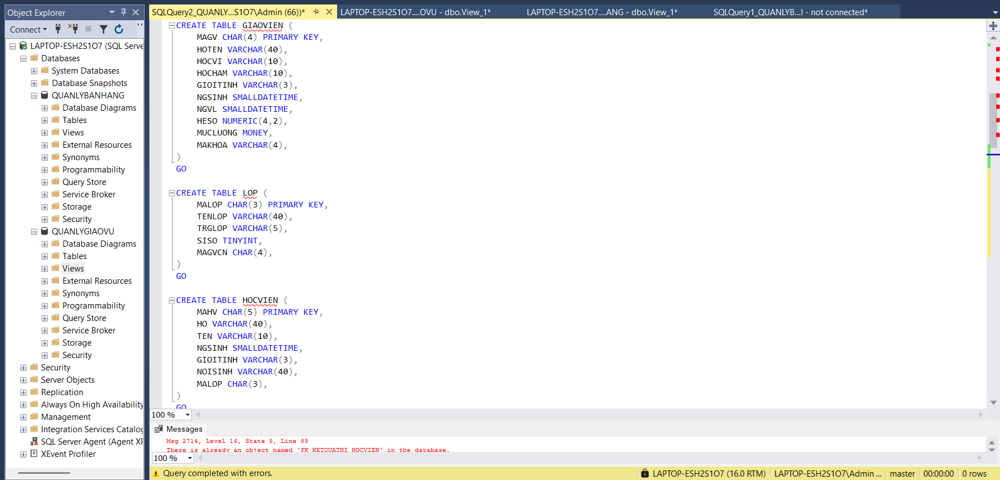 Object Explorer
Connect
LAPTOP-ESH2S1O7 (SQL Serve
Databases
System Databases
Database Snapshots
QUANLYBANHANG
Database Diagrams
Tables
Views
External Resources
Synonyms
Programmability
Query Store
Service Broker
Storage
Security
QUANLYGIAOVU
Database Diagrams
Tables
Views
External Resources
Synonyms
Programmability
Query Store
Service Broker
Storage
Security
Security
Server Objects
Replication
Always On High Availability
Management
Integration Services Catalog
SQL Server Agent (Agent XP
XEvent Profiler
SQLQuery2_QUANLY...S1O7\Admin (66))*
LAPTOP-ESH2S1O7....OVU - dbo.View_1*
LAPTOP-ESH2S1O7....ANG - dbo.View_1*
SQLQuery1_QUANLYB...I - not connected*
CREATE TABLE GIAOVIEN (
MAGV CHAR(4) PRIMARY KEY,
HOTEN VARCHAR(40),
HOCVI VARCHAR(10),
HOCHAM VARCHAR(10),
GIOITINH VARCHAR(3),
NGSINH SMALLDATETIME,
NGVL SMALLDATETIME,
HESO NUMERIC(4,2),
MUCLUONG MONEY,
MAKHOA VARCHAR(4),
)
GO
CREATE TABLE LOP (
MALOP CHAR(3) PRIMARY KEY,
TENLOP VARCHAR(40),
TRGLOP VARCHAR(5),
SISO TINYINT,
MAGVCN CHAR(4),
)
GO
CREATE TABLE HOCVIEN (
MAHV CHAR(5) PRIMARY KEY,
HO VARCHAR(40),
TEN VARCHAR(10),
NGSINH SMALLDATETIME,
GIOITINH VARCHAR(3),
NOISINH VARCHAR(40),
MALOP CHAR(3),
)
GO
100 %
Messages
Msg 2714, Level 16, State 5, Line 88
There is already an object named 'FK_KETQUATHI_HOCVIEN' in the database.
100 %
Query completed with errors.
LAPTOP-ESH2S1O7 (16.0 RTM)
LAPTOP-ESH2S1O7\Admin ...
master
00:00:00
0 rows